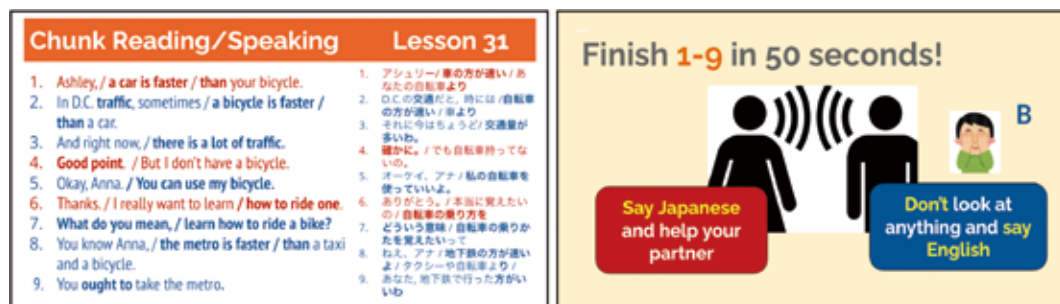 Chunk Reading/Speaking
Lesson 31
1. Ashley, / a car is faster / than your bicycle.
2. In D.C. traffic, sometimes / a bicycle is faster /
than a car.
3. And right now, / there is a lot of traffic.
4. Good point. / But I don't have a bicycle.
5. Okay, Anna. / You can use my bicycle.
6. Thanks. / I really want to learn / how to ride one.
7. What do you mean, / learn how to ride a bike?
8. You know Anna, / the metro is faster / than a taxi
and a bicycle.
9. You ought to take the metro.
1. アシュリー / 車の方が速い / あ
なたの自転車より
2. D.C.の交通だと, 時には / 自転車
の方が速い / 車より
3. それに今はちょうど / 交通量が
多いわ。
4. 確かに。 / でも自転車持ってな
いの。
5. オーケイ、アナ / 私の自転車を
使っていいよ。
6. ありがとう。 / 本当に覚えたい
の / 自転車の乗り方を
7. どういう意味 / 自転車の乗りか
たを覚えたいって
8. ねえ、アナ / 地下鉄の方が速い
よ / タクシーや自転車より /
9. あなた, 地下鉄で行った方がい
いわ
Finish 1-9 in 50 seconds!
B
Say Japanese
and help your
partner
Don't look at
anything and say
English